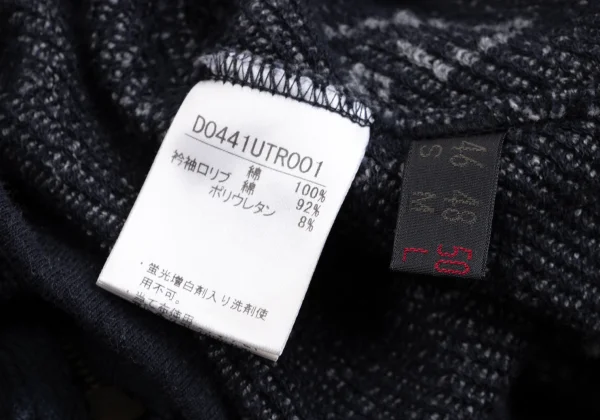 D0441UTR001
綿 100%
衿袖口リブ 綿 92%
ポリウレタン 8%
・蛍光増白剤入り洗剤使
用不可。
46 48 50
S M L